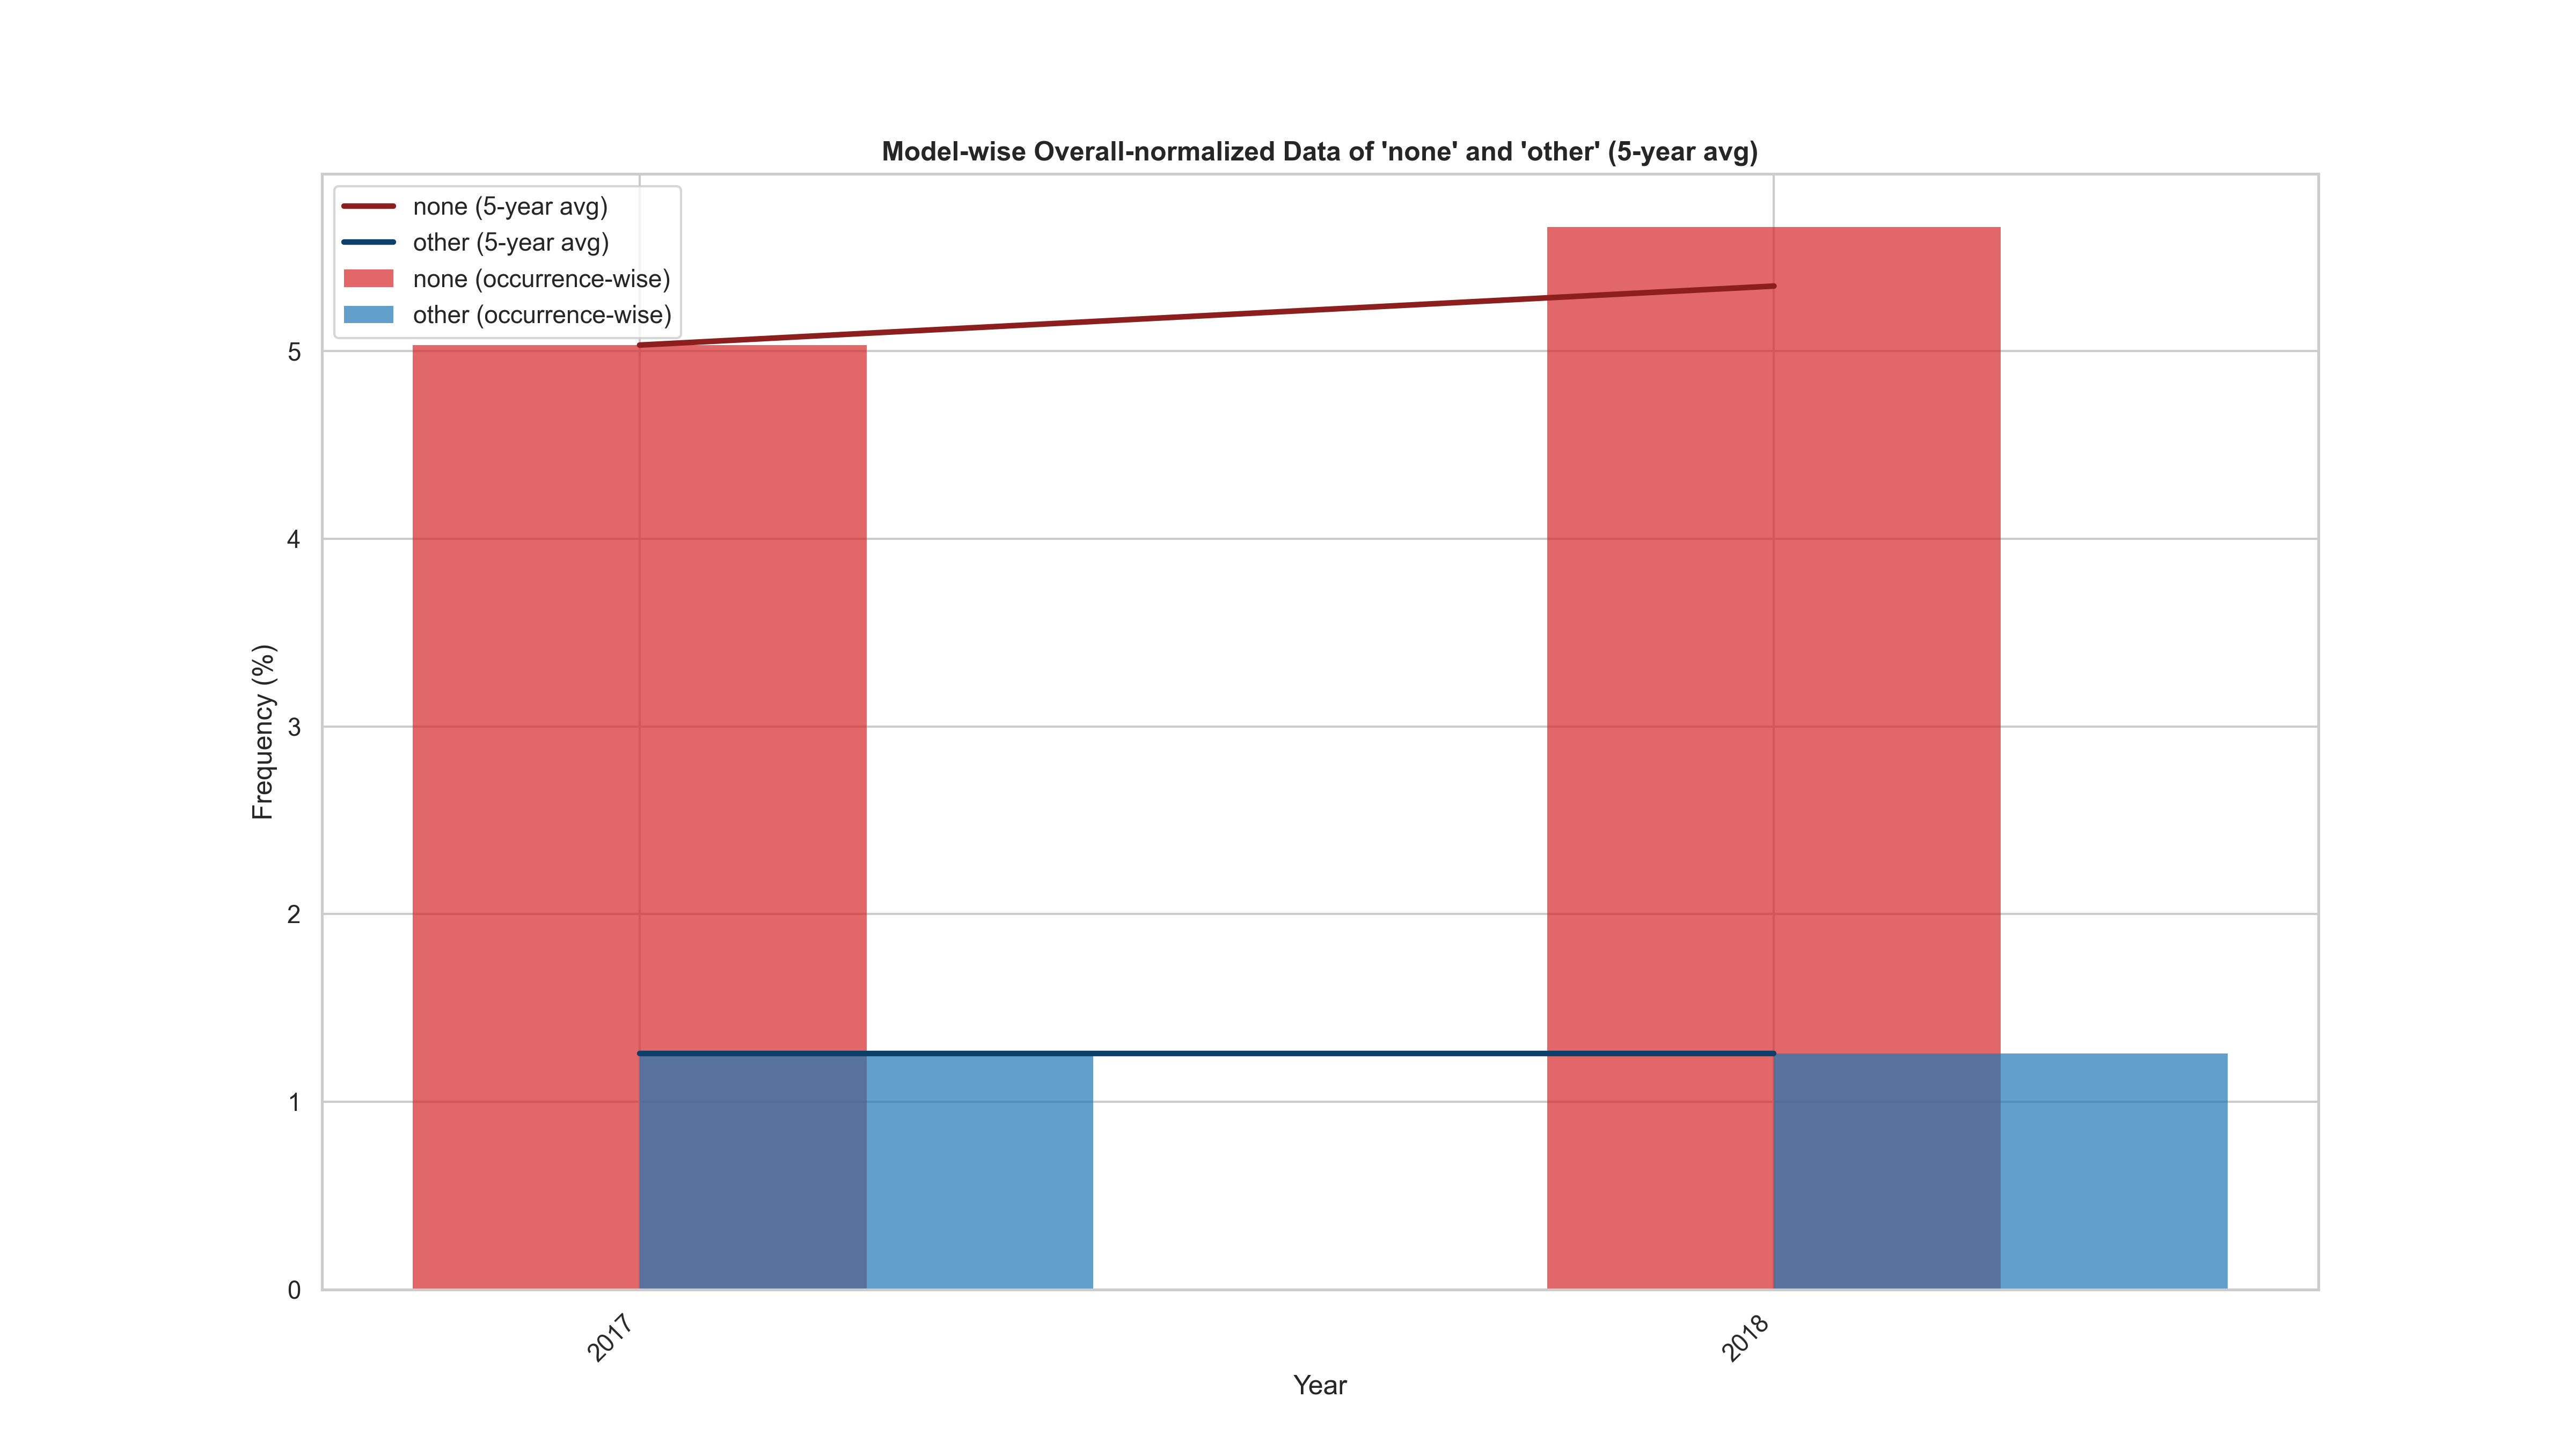 Model-wise Overall-normalized Data of 'none' and 'other' (5-year avg)
none (5-year avg)
other (5-year avg)
none (occurrence-wise)
other (occurrence-wise)
5
4
3
2
1
0
Frequency (%)
2017
2018
Year